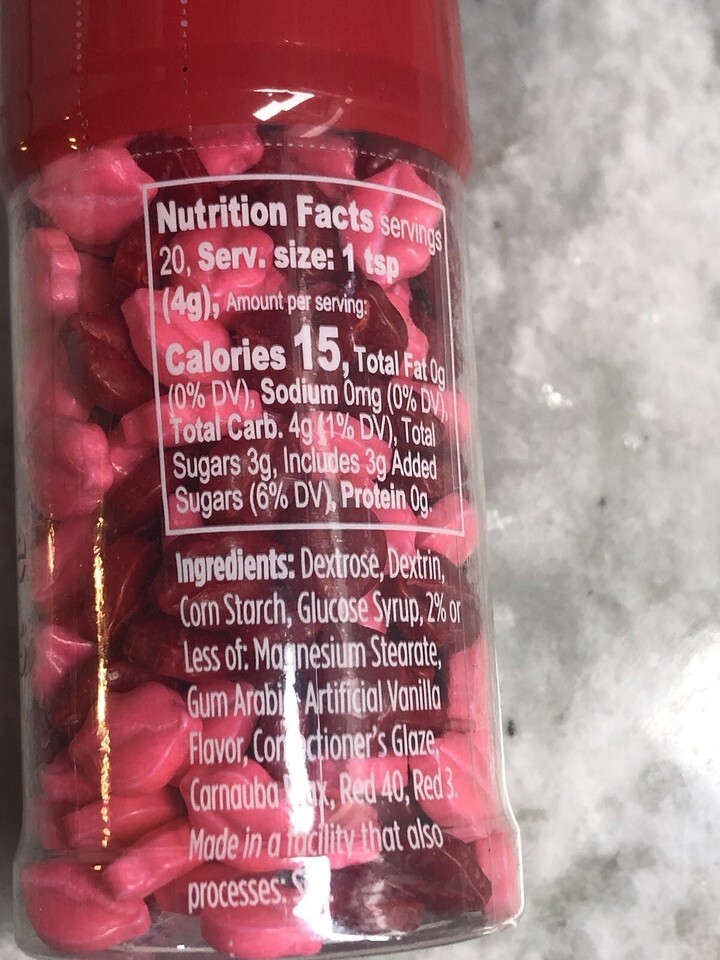 Nutrition Facts servings
20, Serv. size: 1 tsp
(4g), Amount per serving:
Calories 15, Total Fat 0g
(0% DV), Sodium 0mg (0% DV),
Total Carb. 4g (1% DV), Total
Sugars 3g, Includes 3g Added
Sugars (6% DV), Protein 0g.
Ingredients: Dextrose, Dextrin,
Corn Starch, Glucose Syrup, 2% or
Less of: Magnesium Stearate,
Gum Arabic, Artificial Vanilla
Flavor, Confectioner's Glaze,
Carnauba Wax, Red 40, Red 3.
Made in a facility that also
processes: